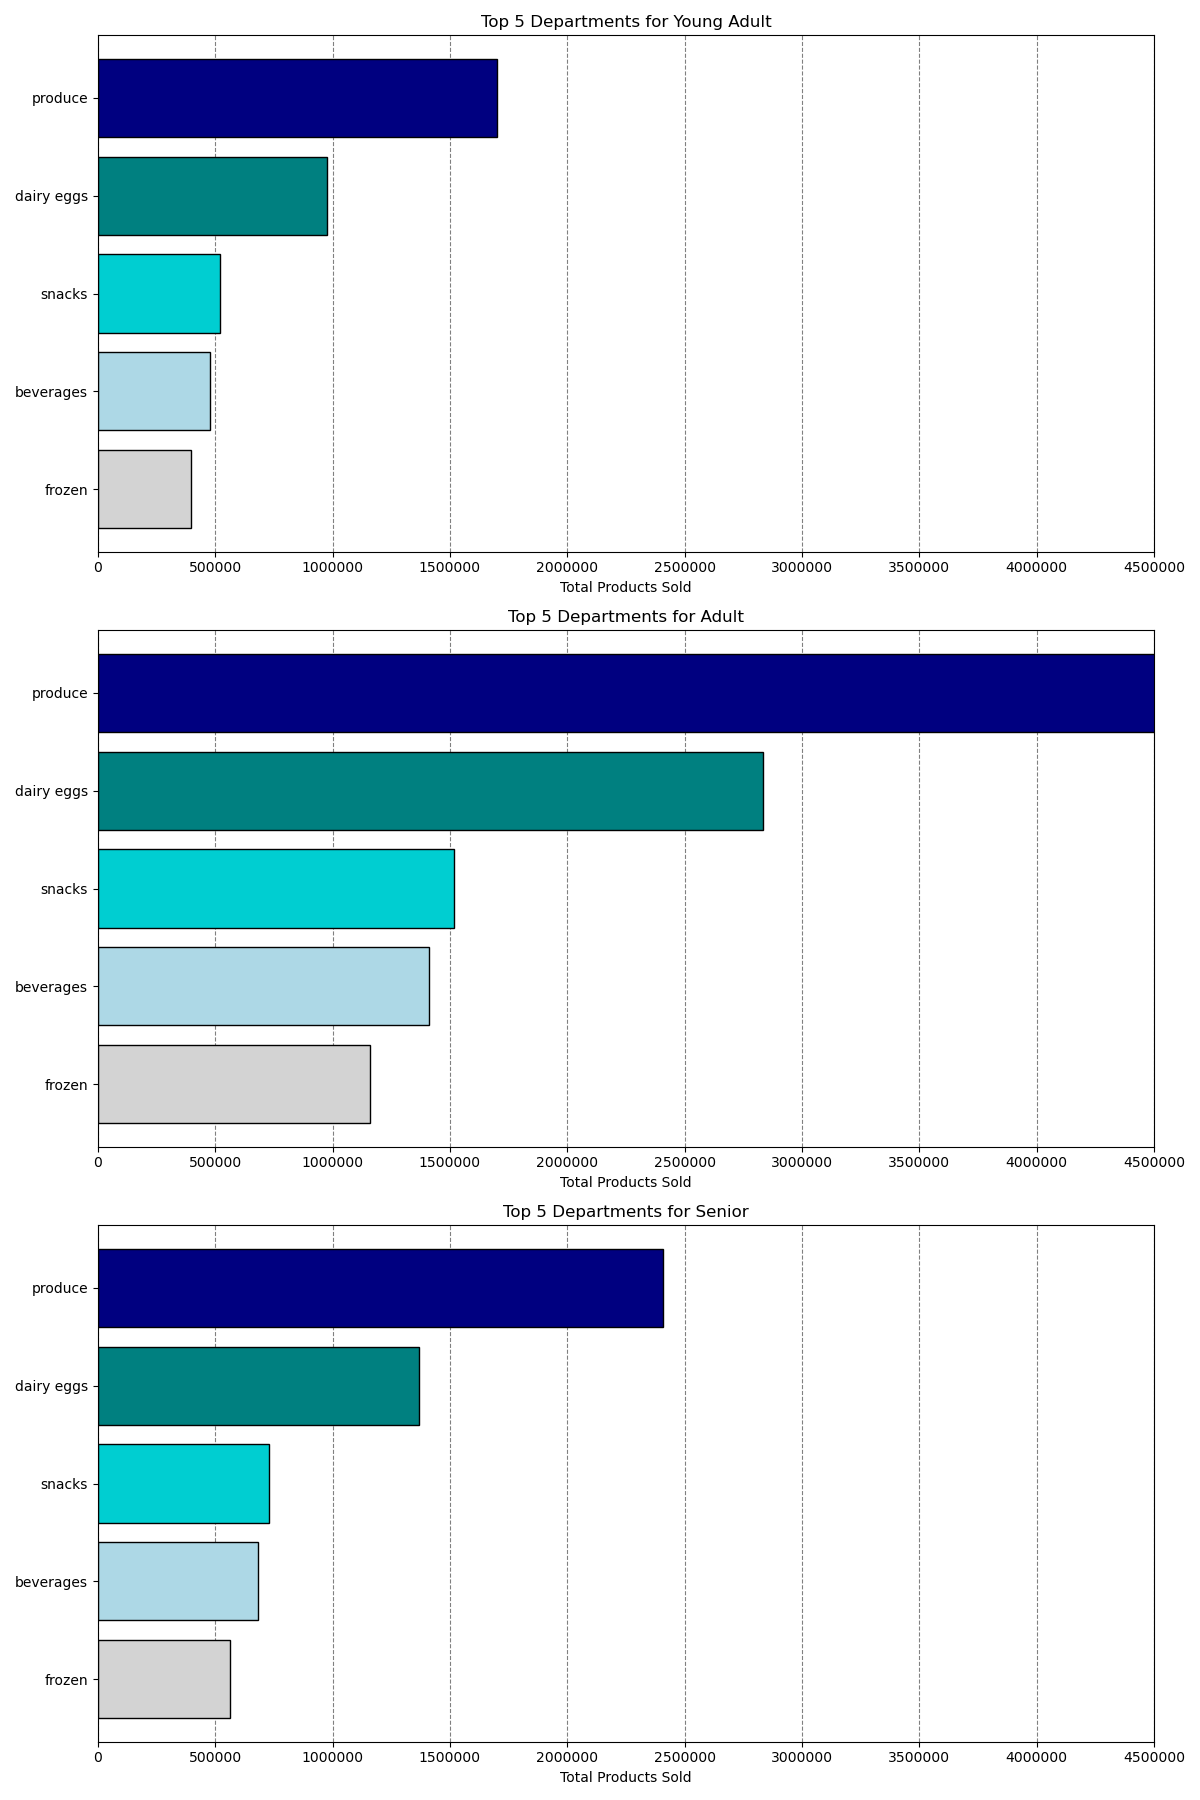 Top 5 Departments for Young Adult
produce
dairy eggs
snacks
beverages
frozen
0 500000 1000000 1500000 2000000 2500000 3000000 3500000 4000000 4500000
Total Products Sold
Top 5 Departments for Adult
produce
dairy eggs
snacks
beverages
frozen
0 500000 1000000 1500000 2000000 2500000 3000000 3500000 4000000 4500000
Total Products Sold
Top 5 Departments for Senior
produce
dairy eggs
snacks
beverages
frozen
0 500000 1000000 1500000 2000000 2500000 3000000 3500000 4000000 4500000
Total Products Sold